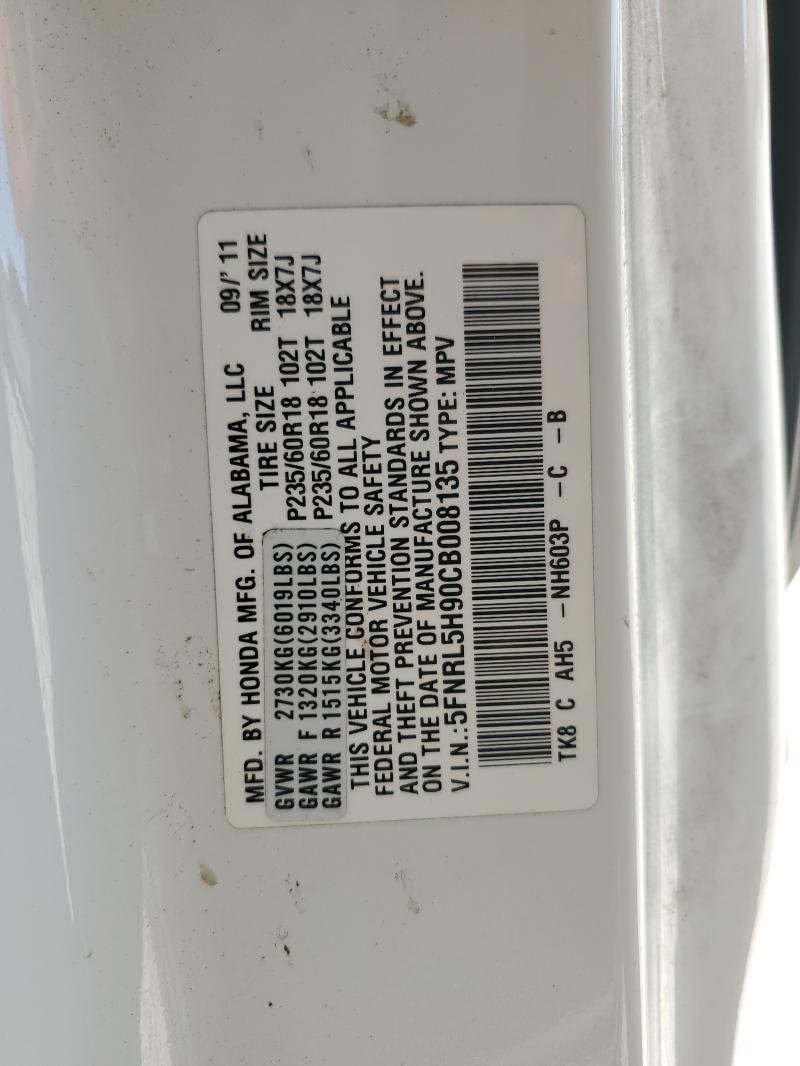 MFD. BY HONDA MFG. OF ALABAMA, LLC 09/'11
TIRE SIZE RIM SIZE
GVWR 2730KG(6019LBS)
GAWR F 1320KG(2910LBS) P235/60R18 102T 18X7J
GAWR R 1515KG(3340LBS) P235/60R18 102T 18X7J
THIS VEHICLE CONFORMS TO ALL APPLICABLE
FEDERAL MOTOR VEHICLE SAFETY
AND THEFT PREVENTION STANDARDS IN EFFECT
ON THE DATE OF MANUFACTURE SHOWN ABOVE.
V.I.N.:5FNRL5H90CB008135 TYPE: MPV
TK8 C AH5 -NH603P -C -B